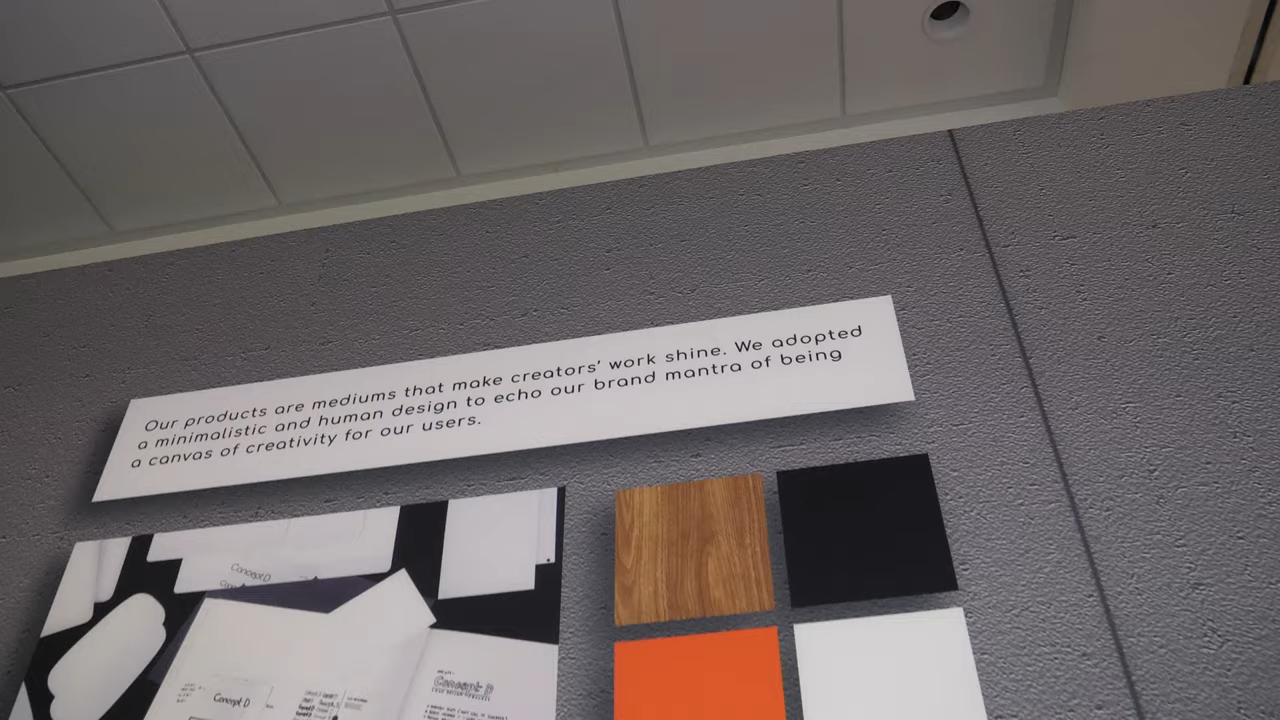 Our products are mediums that make creators' work shine. We adopted
a minimalistic and human design to echo our brand mantra of being
a canvas of creativity for our users.
Concept D
Concept D
Concept D